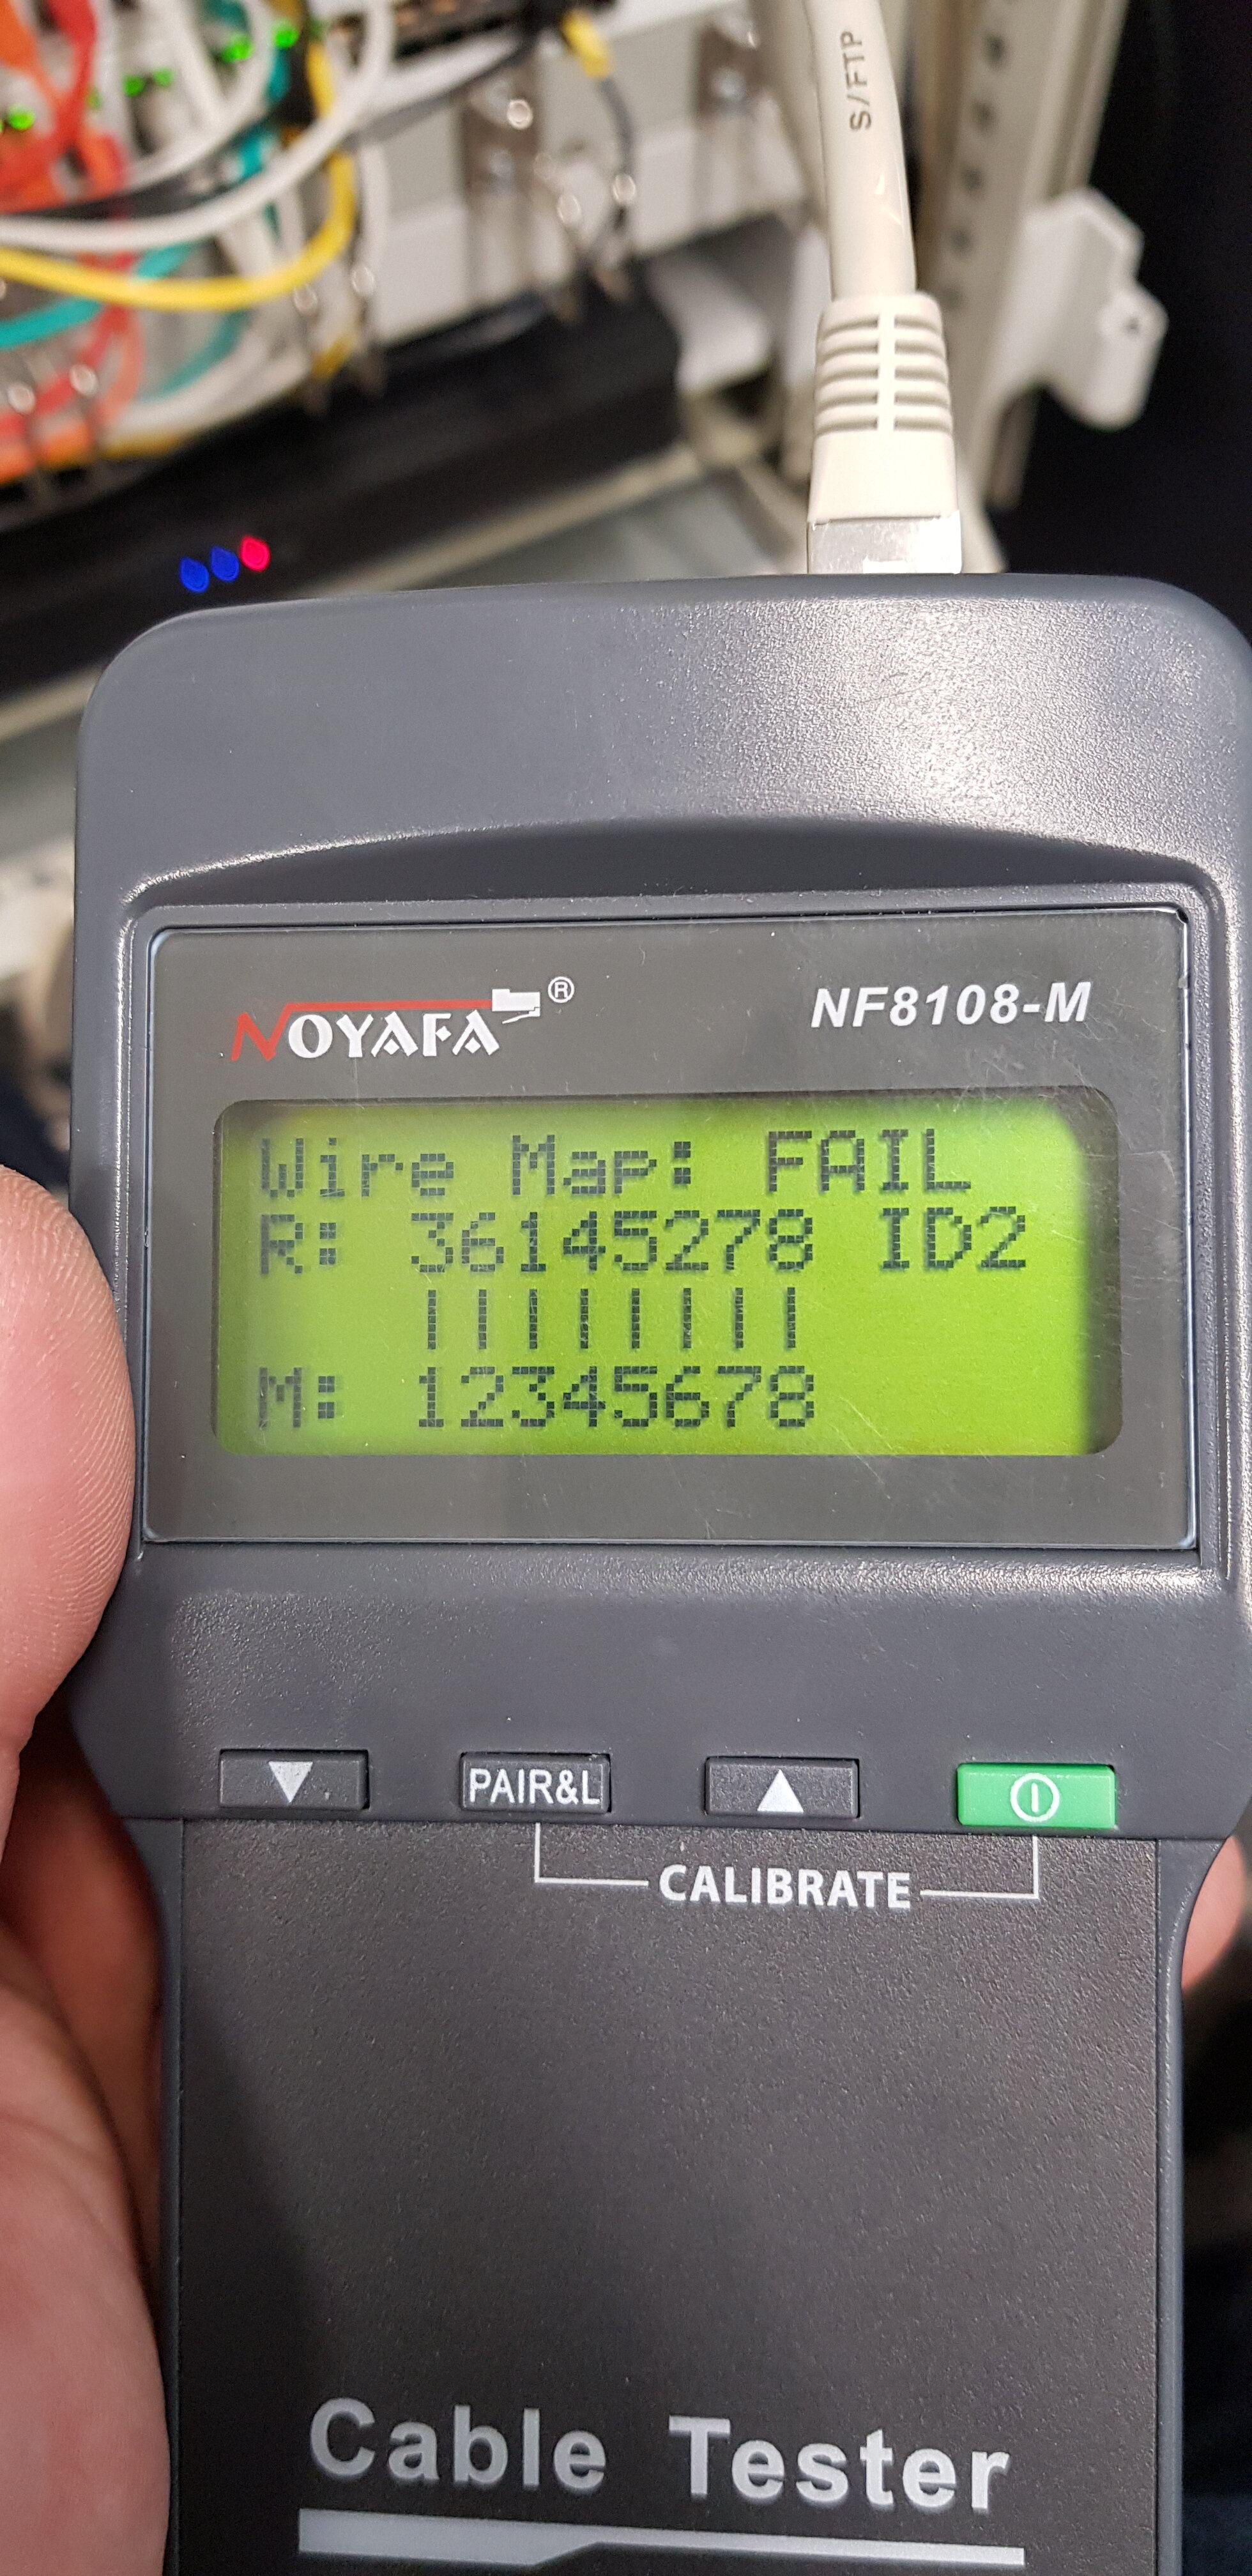 S/FTP
NOYAFA®
NF8108-M
Wire Map: FAIL
R: 36145278 ID2
||||||||
M: 12345678
PAIR&L
CALIBRATE
Cable Tester